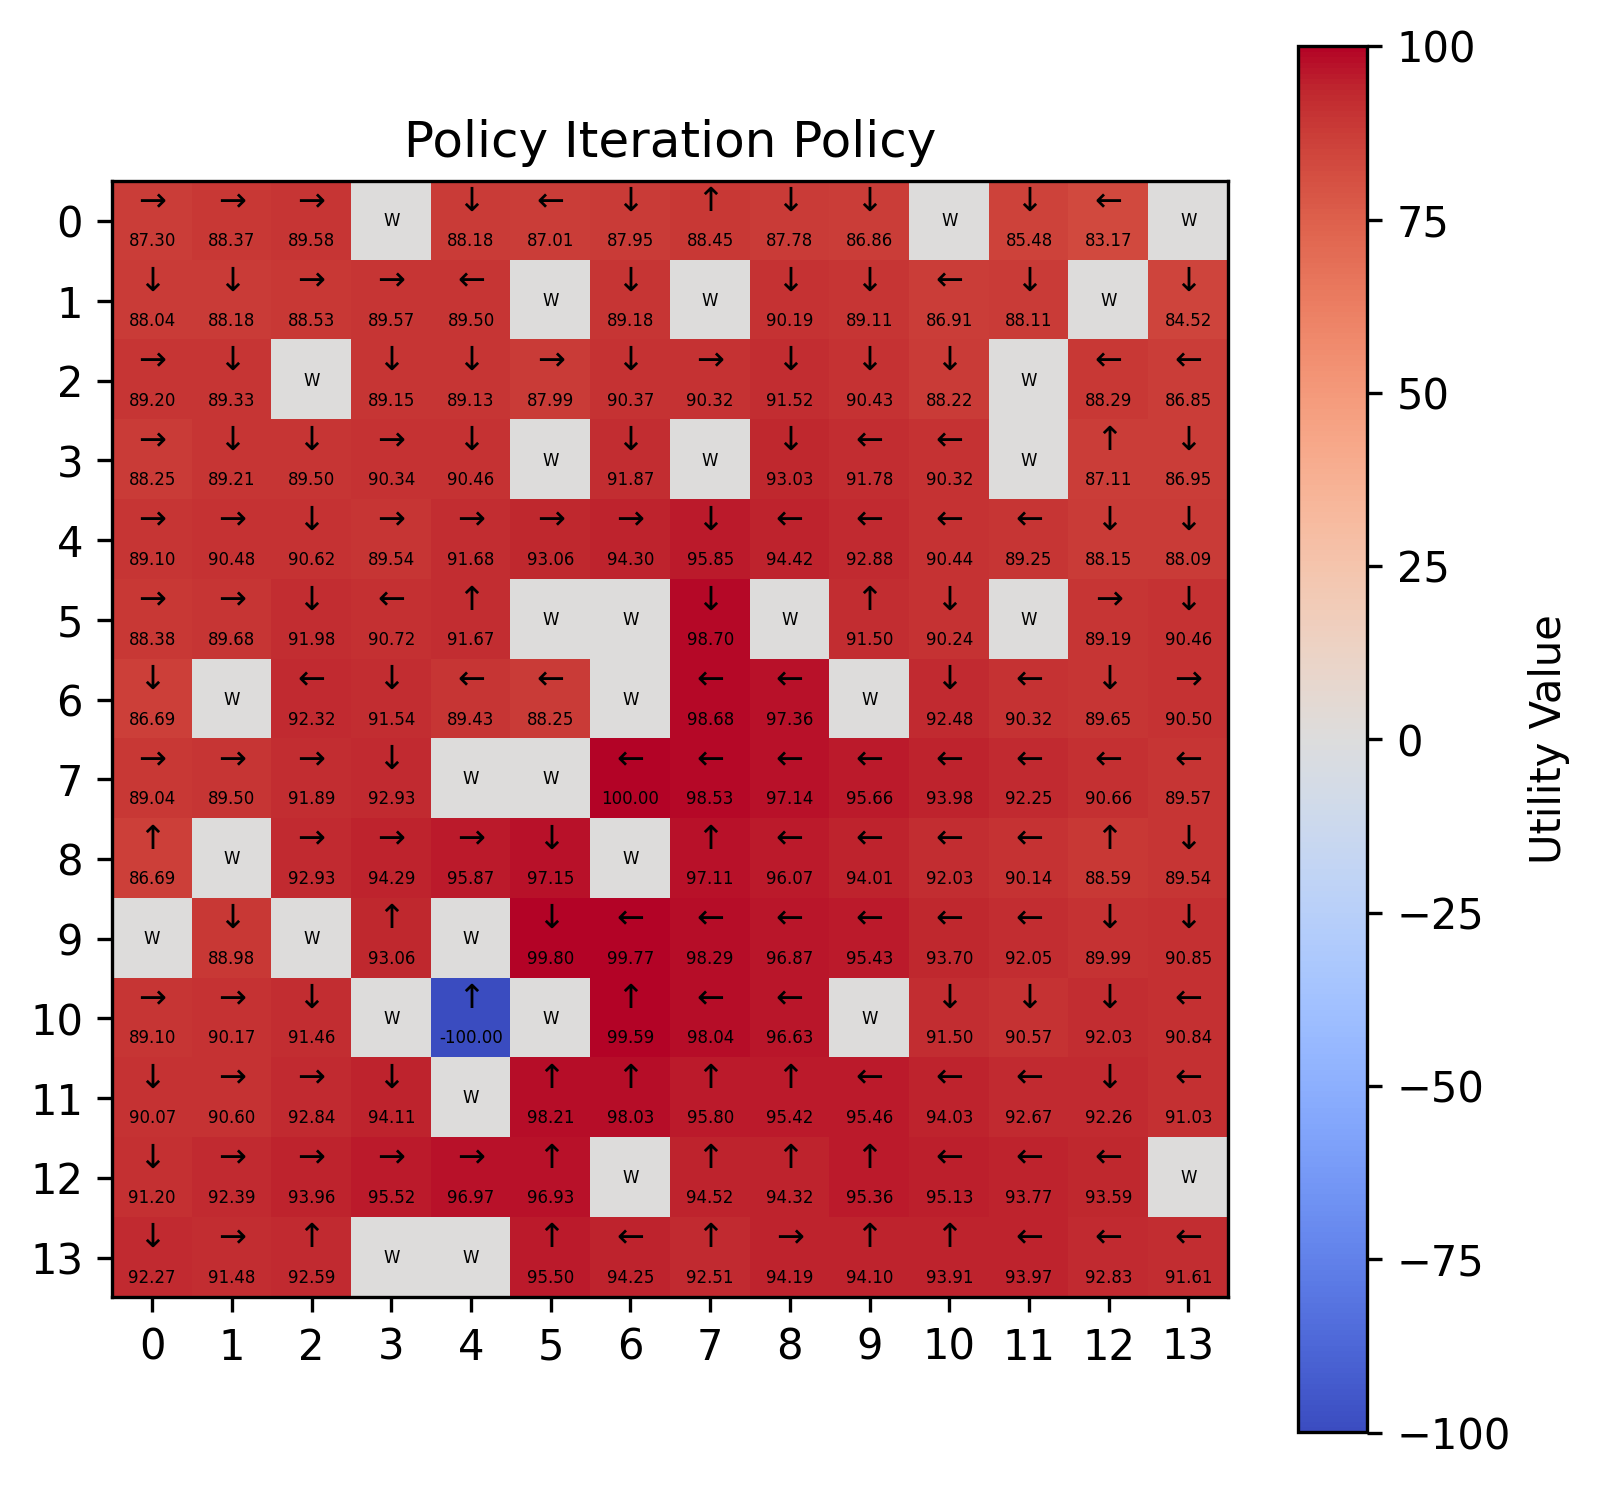 Policy Iteration Policy
0 → → → W ↓ ← ↓ ↑ ↓ ↓ W ↓ ← W
87.30 88.37 89.58 88.18 87.01 87.95 88.45 87.78 86.86 85.48 83.17
1 ↓ ↓ → → ← W ↓ W ↓ ↓ ← ↓ W ↓
88.04 88.18 88.53 89.57 89.50 89.18 90.19 89.11 86.91 88.11 84.52
2 → ↓ W ↓ ↓ → ↓ → ↓ ↓ ↓ W ← ←
89.20 89.33 89.15 89.13 87.99 90.37 90.32 91.52 90.43 88.22 88.29 86.85
3 → ↓ ↓ → ↓ W ↓ W ↓ ← ← W ↑ ↓
88.25 89.21 89.50 90.34 90.46 91.87 93.03 91.78 90.32 87.11 86.95
4 → → ↓ → → → → ↓ ← ← ← ← ↓ ↓
89.10 90.48 90.62 89.54 91.68 93.06 94.30 95.85 94.42 92.88 90.44 89.25 88.15 88.09
5 → → ↓ ← ↑ W W ↓ W ↑ ↓ W → ↓
88.38 89.68 91.98 90.72 91.67 98.70 91.50 90.24 89.19 90.46
6 ↓ W ← ↓ ← ← W ← ← W ↓ ← ↓ →
86.69 92.32 91.54 89.43 88.25 98.68 97.36 92.48 90.32 89.65 90.50
7 → → → ↓ W W ← ← ← ← ← ← ← ←
89.04 89.50 91.89 92.93 100.00 98.53 97.14 95.66 93.98 92.25 90.66 89.57
8 ↑ W → → → ↓ W ↑ ← ← ← ← ↑ ↓
86.69 92.93 94.29 95.87 97.15 97.11 96.07 94.01 92.03 90.14 88.59 89.54
9 W ↓ W ↑ W ↓ ← ← ← ← ← ← ↓ ↓
88.98 93.06 99.80 99.77 98.29 96.87 95.43 93.70 92.05 89.99 90.85
10 → → ↓ W ↑ W ↑ ← ← W ↓ ↓ ↓ ←
89.10 90.17 91.46 -100.00 99.59 98.04 96.63 91.50 90.57 92.03 90.84
11 ↓ → → ↓ W ↑ ↑ ↑ ↑ ← ← ← ↓ ←
90.07 90.60 92.84 94.11 98.21 98.03 95.80 95.42 95.46 94.03 92.67 92.26 91.03
12 ↓ → → → → ↑ W ↑ ↑ ↑ ← ← ← W
91.20 92.39 93.96 95.52 96.97 96.93 94.52 94.32 95.36 95.13 93.77 93.59
13 ↓ → ↑ W W ↑ ← ↑ → ↑ ↑ ← ← ←
92.27 91.48 92.59 95.50 94.25 92.51 94.19 94.10 93.91 93.97 92.83 91.61
0 1 2 3 4 5 6 7 8 9 10 11 12 13
100
75
50
25
0
−25
−50
−75
−100
Utility Value